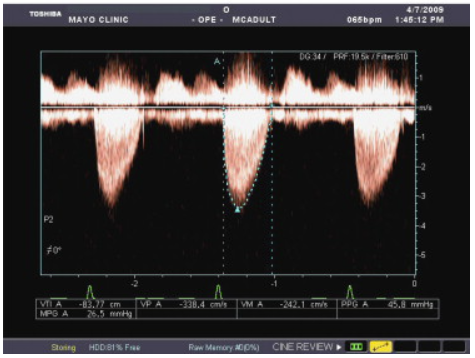 TOSHIBA
MAYO CLINIC
- OPE - MCADULT
0
065bpm
4/7/2009
1:45:12 PM
A
DG:34 / PRF:19.5k / Filter:610
1
m/s
-1
-2
-3
-4
-5
P2
≠0°
-2 -1 0
VTI A -83.77 cm VP A -338.4 cm/s VM A -242.1 cm/s PPG A 45.8 mmHg
MPG A 26.5 mmHg
Storing HDD:81% Free Raw Memory CINE REVIEW